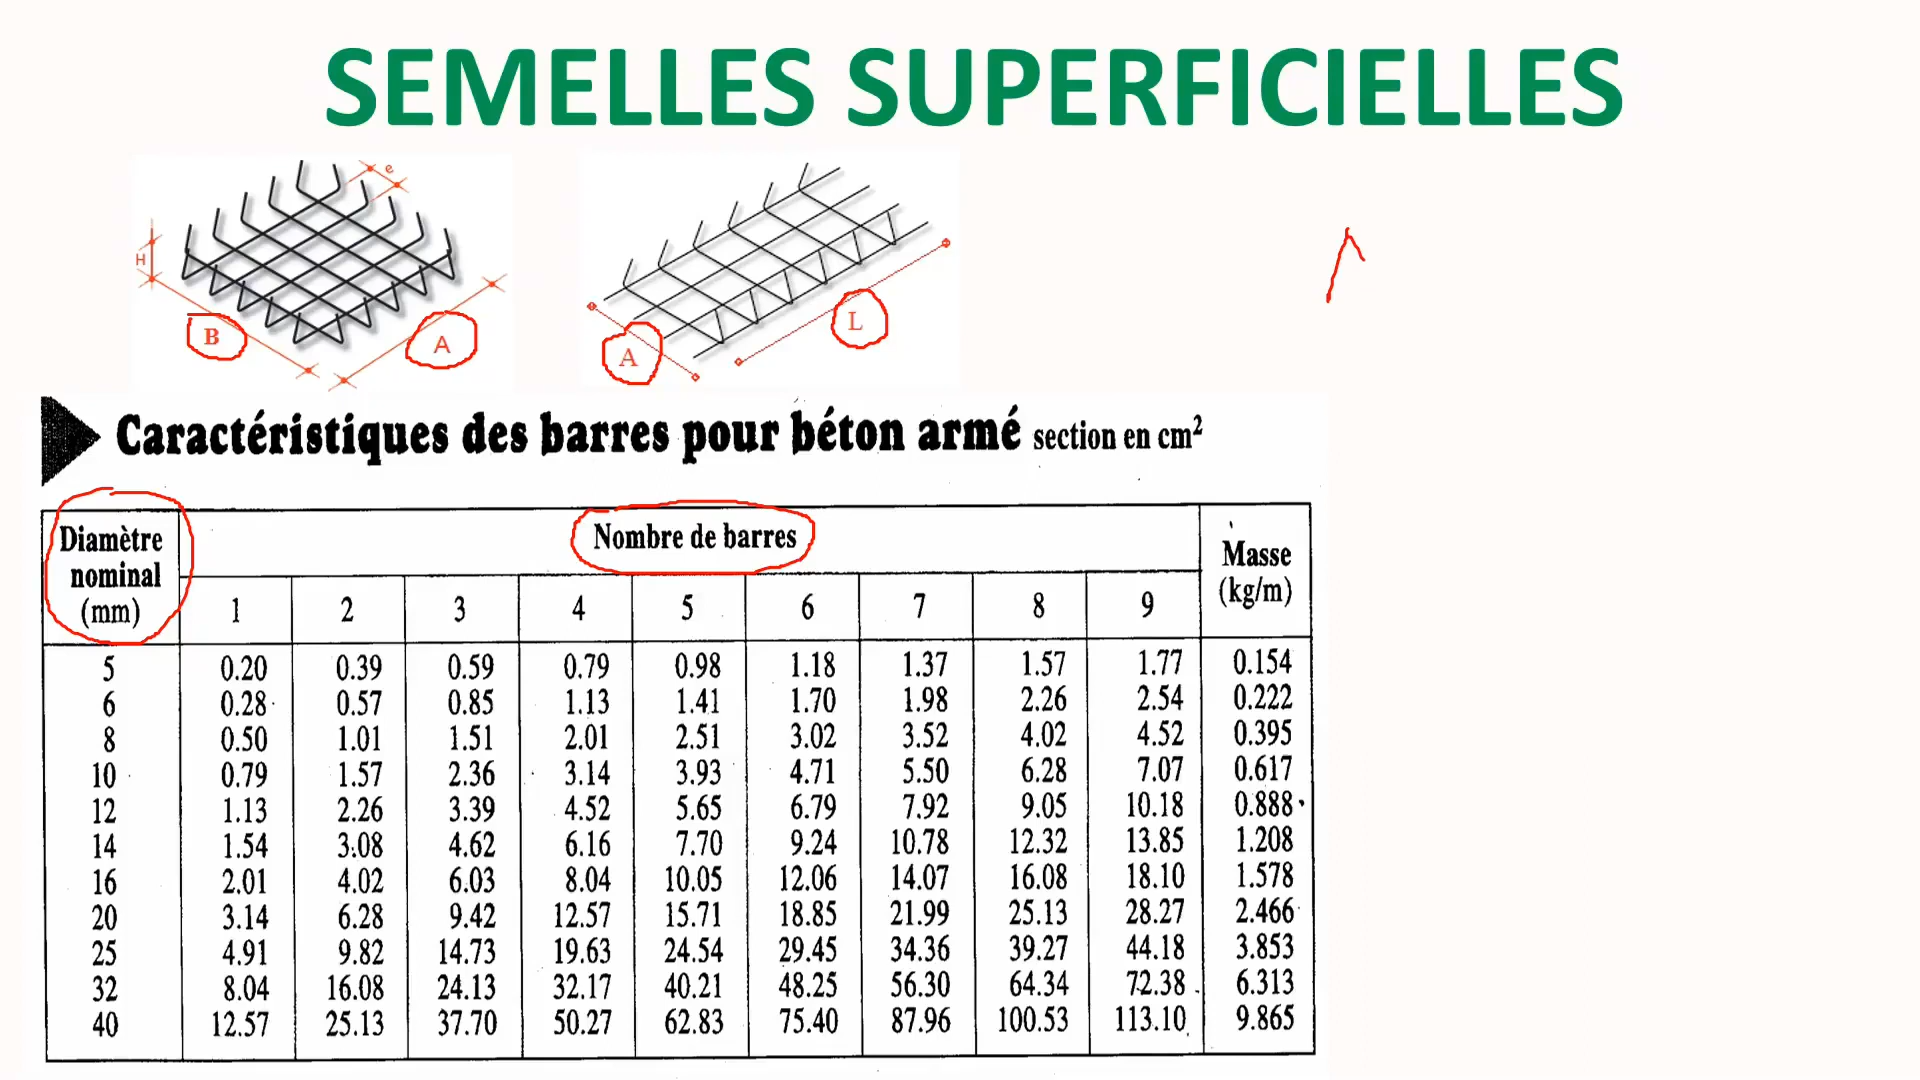 SEMELLES SUPERFICIELLES
e
H
B
A
A
L
Caractéristiques des barres pour béton armé section en cm²
Diamètre nominal (mm) Nombre de barres Masse (kg/m)
1 2 3 4 5 6 7 8 9
5 0.20 0.39 0.59 0.79 0.98 1.18 1.37 1.57 1.77 0.154
6 0.28 0.57 0.85 1.13 1.41 1.70 1.98 2.26 2.54 0.222
8 0.50 1.01 1.51 2.01 2.51 3.02 3.52 4.02 4.52 0.395
10 0.79 1.57 2.36 3.14 3.93 4.71 5.50 6.28 7.07 0.617
12 1.13 2.26 3.39 4.52 5.65 6.79 7.92 9.05 10.18 0.888
14 1.54 3.08 4.62 6.16 7.70 9.24 10.78 12.32 13.85 1.208
16 2.01 4.02 6.03 8.04 10.05 12.06 14.07 16.08 18.10 1.578
20 3.14 6.28 9.42 12.57 15.71 18.85 21.99 25.13 28.27 2.466
25 4.91 9.82 14.73 19.63 24.54 29.45 34.36 39.27 44.18 3.853
32 8.04 16.08 24.13 32.17 40.21 48.25 56.30 64.34 72.38 6.313
40 12.57 25.13 37.70 50.27 62.83 75.40 87.96 100.53 113.10 9.865